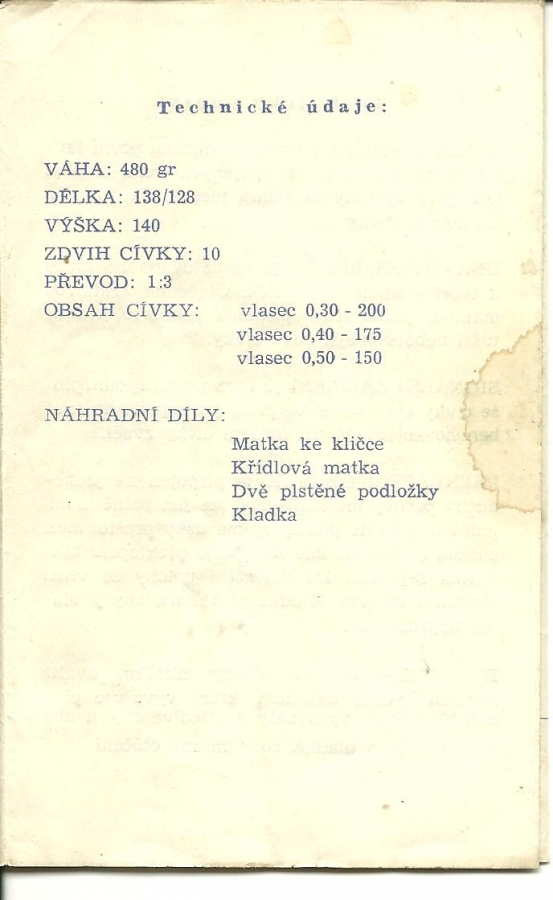 Technické údaje:
VÁHA: 480 gr
DÉLKA: 138/128
VÝŠKA: 140
ZDVIH CÍVKY: 10
PŘEVOD: 1:3
OBSAH CÍVKY: vlasec 0,30 - 200
vlasec 0,40 - 175
vlasec 0,50 - 150
NÁHRADNÍ DÍLY:
Matka ke kličce
Křídlová matka
Dvě plstěné podložky
Kladka